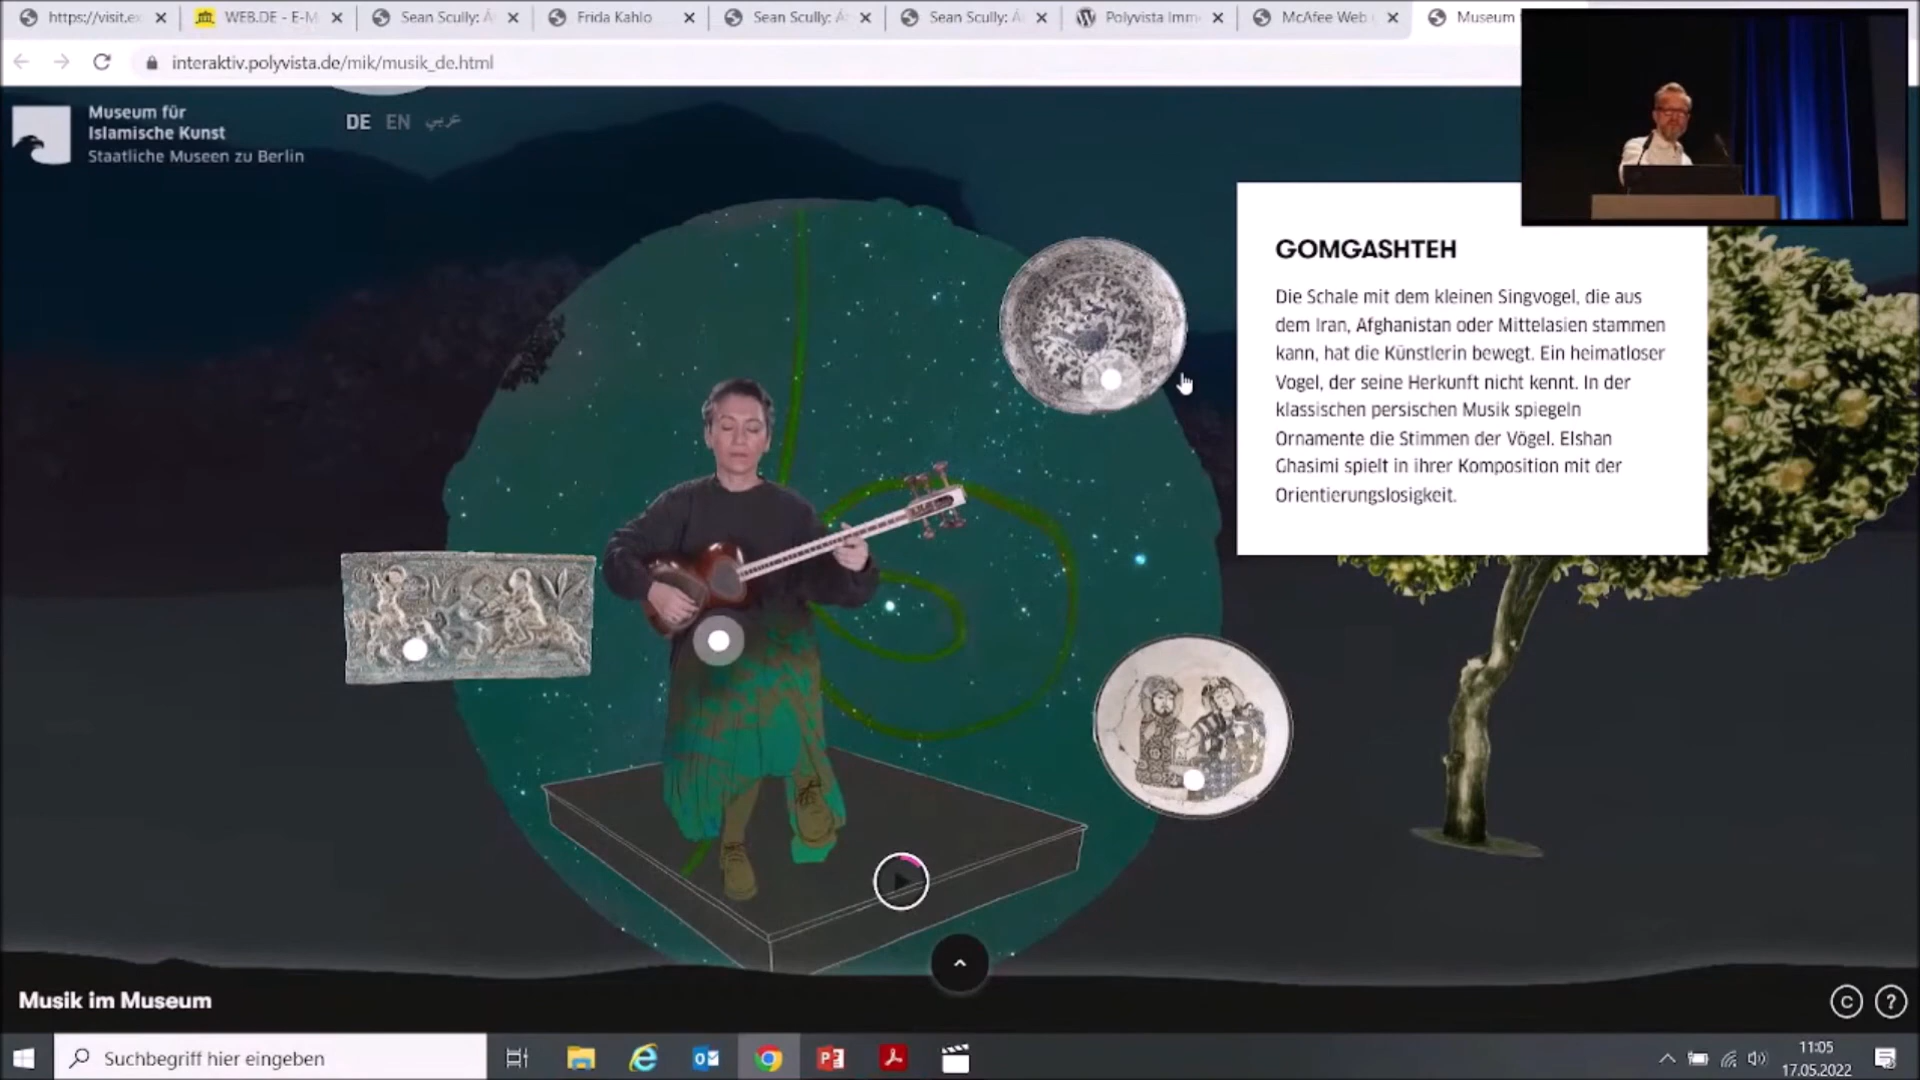 https://visit.e
WEB.DE - E-M
Sean Scully:
Frida Kahlo
Sean Scully:
Sean Scully:
Polyvista Imm
McAfee Web
Museum
interaktiv.polyvista.de/mik/musik_de.html
Museum für
Islamische Kunst
Staatliche Museen zu Berlin
DE EN عربي
GOMGASHTEH
Die Schale mit dem kleinen Singvogel, die aus
dem Iran, Afghanistan oder Mittelasien stammen
kann, hat die Künstlerin bewegt. Ein heimatloser
Vogel, der seine Herkunft nicht kennt. In der
klassischen persischen Musik spiegeln
Ornamente die Stimmen der Vögel. Elshan
Ghasimi spielt in ihrer Komposition mit der
Orientierungslosigkeit.
Musik im Museum
C ?
Suchbegriff hier eingeben
11:05
17.05.2022